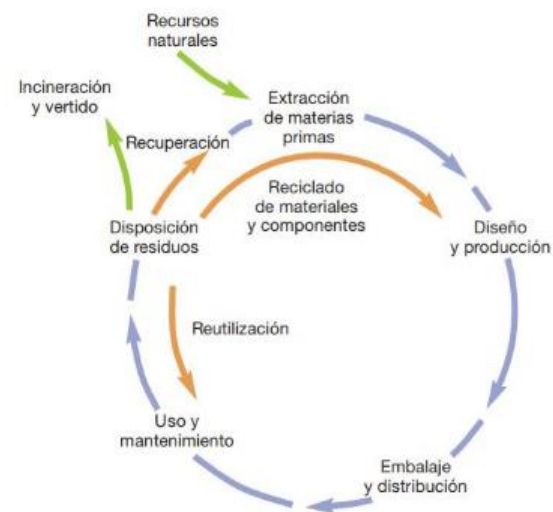 Recursos
naturales
Incineración
y vertido
Extracción
de materias
primas
Recuperación
Reciclado
de materiales
y componentes
Disposición
de residuos
Diseño
y producción
Reutilización
Uso y
mantenimiento
Embalaje
y distribución